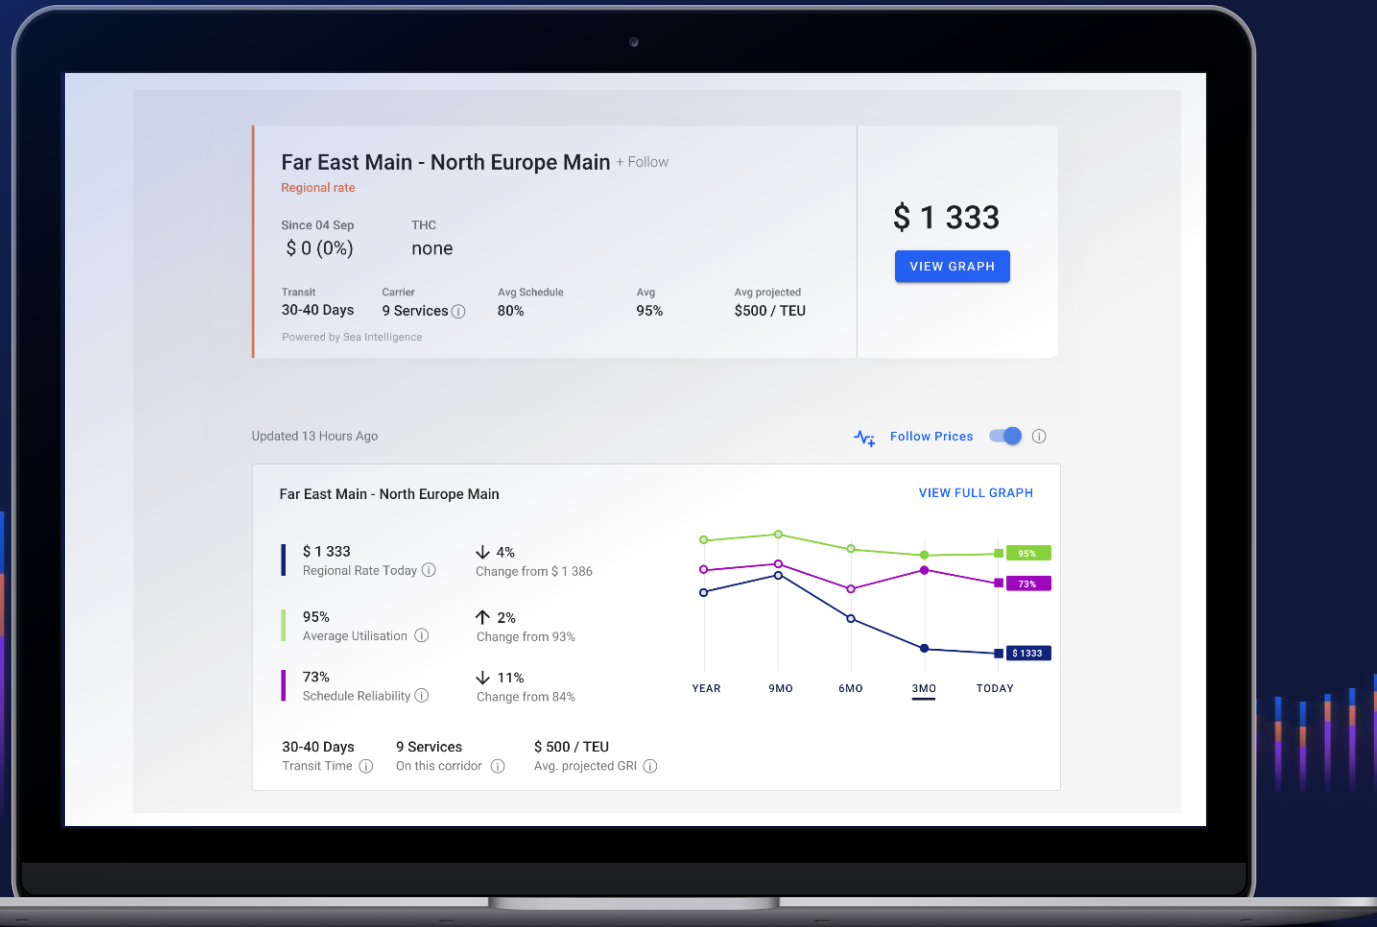 Far East Main - North Europe Main + Follow
Regional rate
Since 04 Sep THC
$ 0 (0%) none
Transit Carrier Avg Schedule Avg Avg projected
30-40 Days 9 Services 80% 95% $500 / TEU
Powered by Sea Intelligence
$ 1 333
VIEW GRAPH
Updated 13 Hours Ago
Follow Prices
Far East Main - North Europe Main
VIEW FULL GRAPH
$ 1 333 4%
Regional Rate Today Change from $ 1 386
95% 2%
Average Utilisation Change from 93%
73% 11%
Schedule Reliability Change from 84%
95%
73%
$ 1333
YEAR 9MO 6MO 3MO TODAY
30-40 Days 9 Services $ 500 / TEU
Transit Time On this corridor Avg. projected GRI